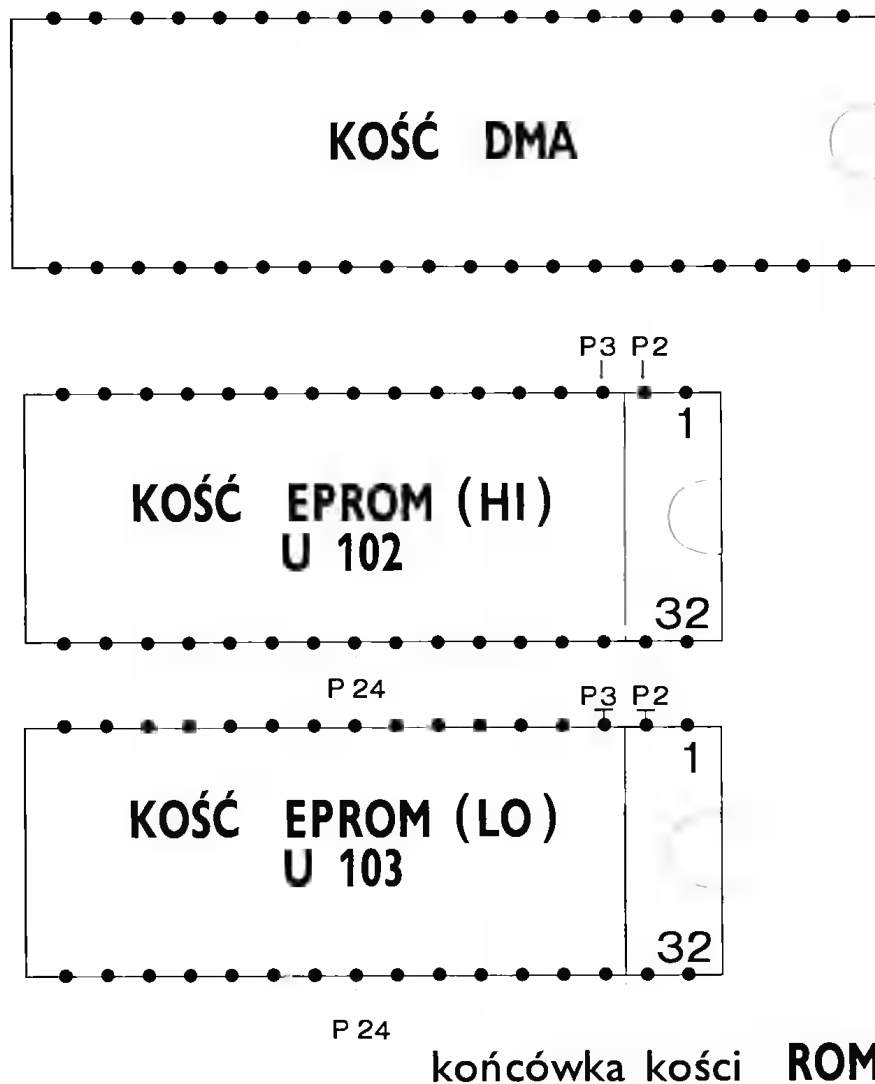 KOŚĆ DMA
P3 P2
1
KOŚĆ EPROM (HI)
U 102
32
P 24
P3 P2
1
KOŚĆ EPROM (LO)
U 103
32
P 24
końcówka kości ROM